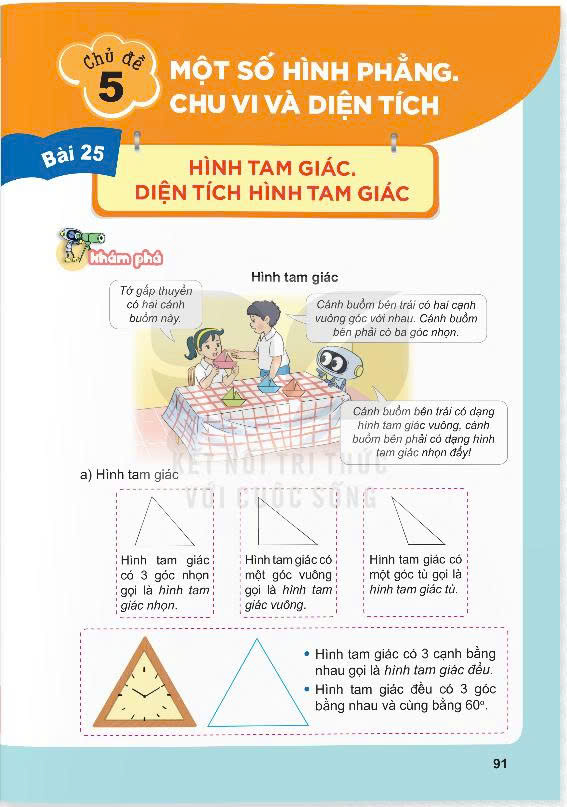 Chủ đề
5
MỘT SỐ HÌNH PHẲNG.
CHU VI VÀ DIỆN TÍCH
Bài 25
HÌNH TAM GIÁC.
DIỆN TÍCH HÌNH TAM GIÁC
khám phá
Hình tam giác
Tớ gấp thuyền
có hai cánh
buồm này.
Cánh buồm bên trái có hai cạnh
vuông góc với nhau. Cánh buồm
bên phải có ba góc nhọn.
Cánh buồm bên trái có dạng
hình tam giác vuông, cánh
buồm bên phải có dạng hình
tam giác nhọn đấy!
KẾT NỐI TRI THỨC
VỚI CUỘC SỐNG
a) Hình tam giác
Hình tam giác
có 3 góc nhọn
gọi là hình tam
giác nhọn.
Hình tam giác có
một góc vuông
gọi là hình tam
giác vuông.
Hình tam giác có
một góc tù gọi là
hình tam giác tù.
• Hình tam giác có 3 cạnh bằng
nhau gọi là hình tam giác đều.
• Hình tam giác đều có 3 góc
bằng nhau và cùng bằng 60°.
91